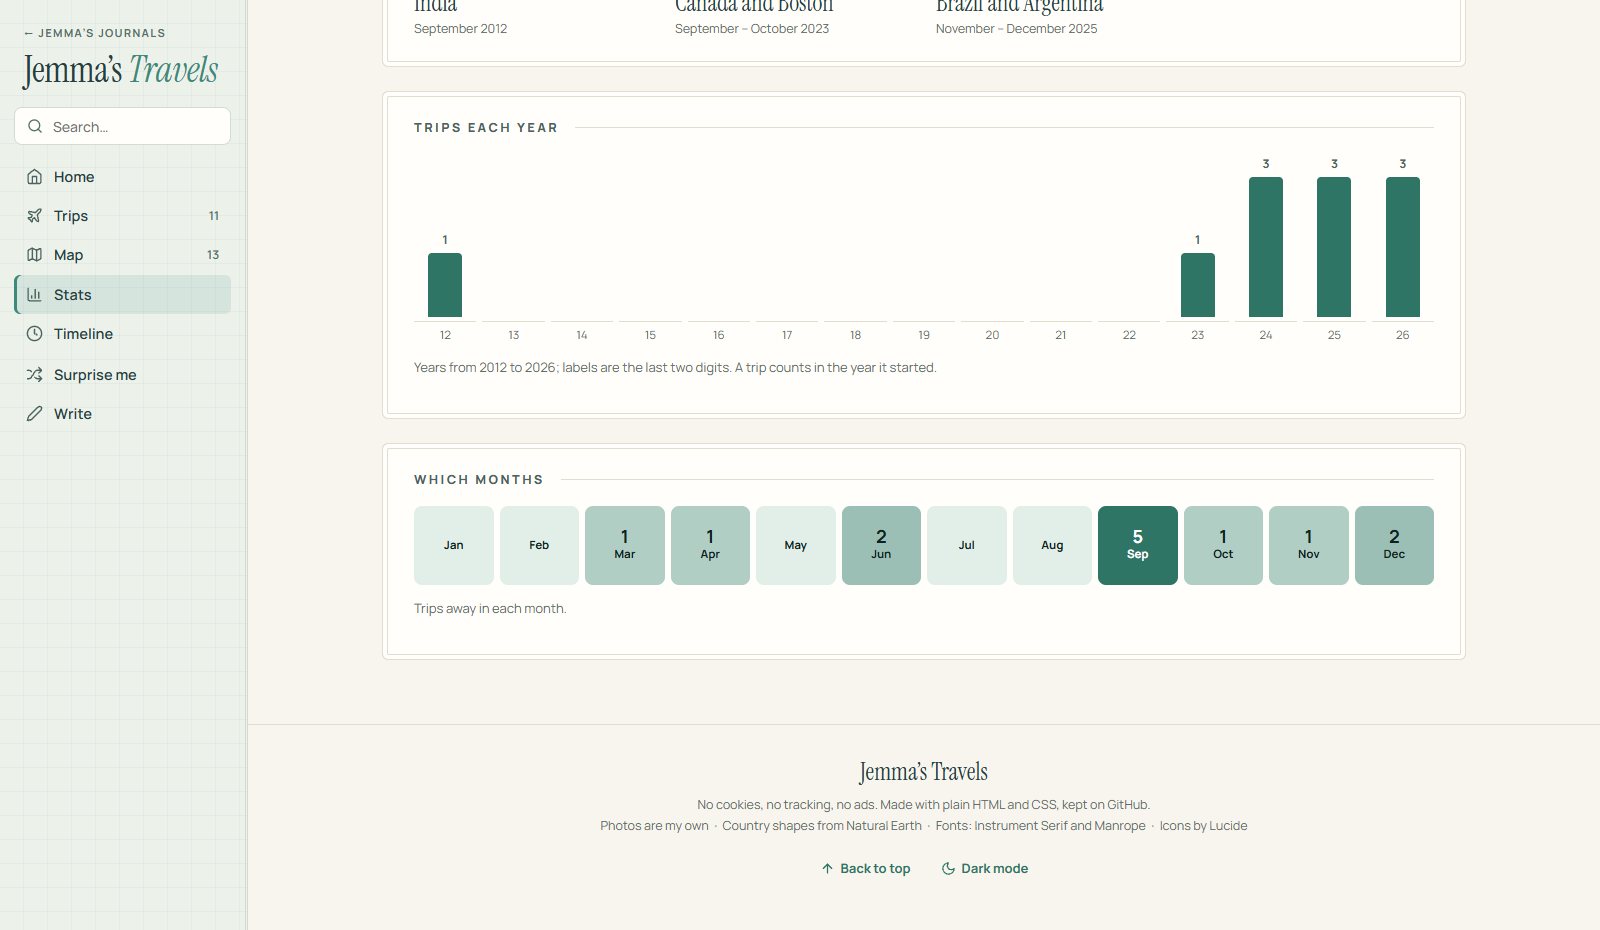 ← JEMMA'S JOURNALS
Jemma's Travels
Search...
Home
Trips 11
Map 13
Stats
Timeline
Surprise me
Write
India Canada and Boston Brazil and Argentina
September 2012 September – October 2023 November – December 2025
TRIPS EACH YEAR
1 1 3 3 3
12 13 14 15 16 17 18 19 20 21 22 23 24 25 26
Years from 2012 to 2026; labels are the last two digits. A trip counts in the year it started.
WHICH MONTHS
1 1 2 5 1 1 2
Jan Feb Mar Apr May Jun Jul Aug Sep Oct Nov Dec
Trips away in each month.
Jemma's Travels
No cookies, no tracking, no ads. Made with plain HTML and CSS, kept on GitHub.
Photos are my own · Country shapes from Natural Earth · Fonts: Instrument Serif and Manrope · Icons by Lucide
↑ Back to top Dark mode